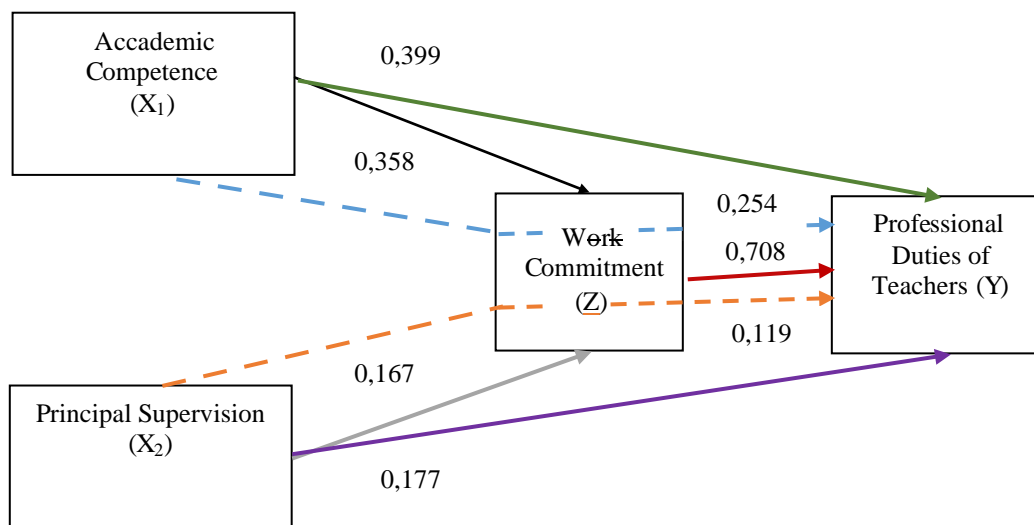 Accademic
Competence
(X₁)
0,399
0,358
Work
Commitment
(Z)
0,254
0,708
0,119
Professional
Duties of
Teachers (Y)
0,167
Principal Supervision
(X₂)
0,177